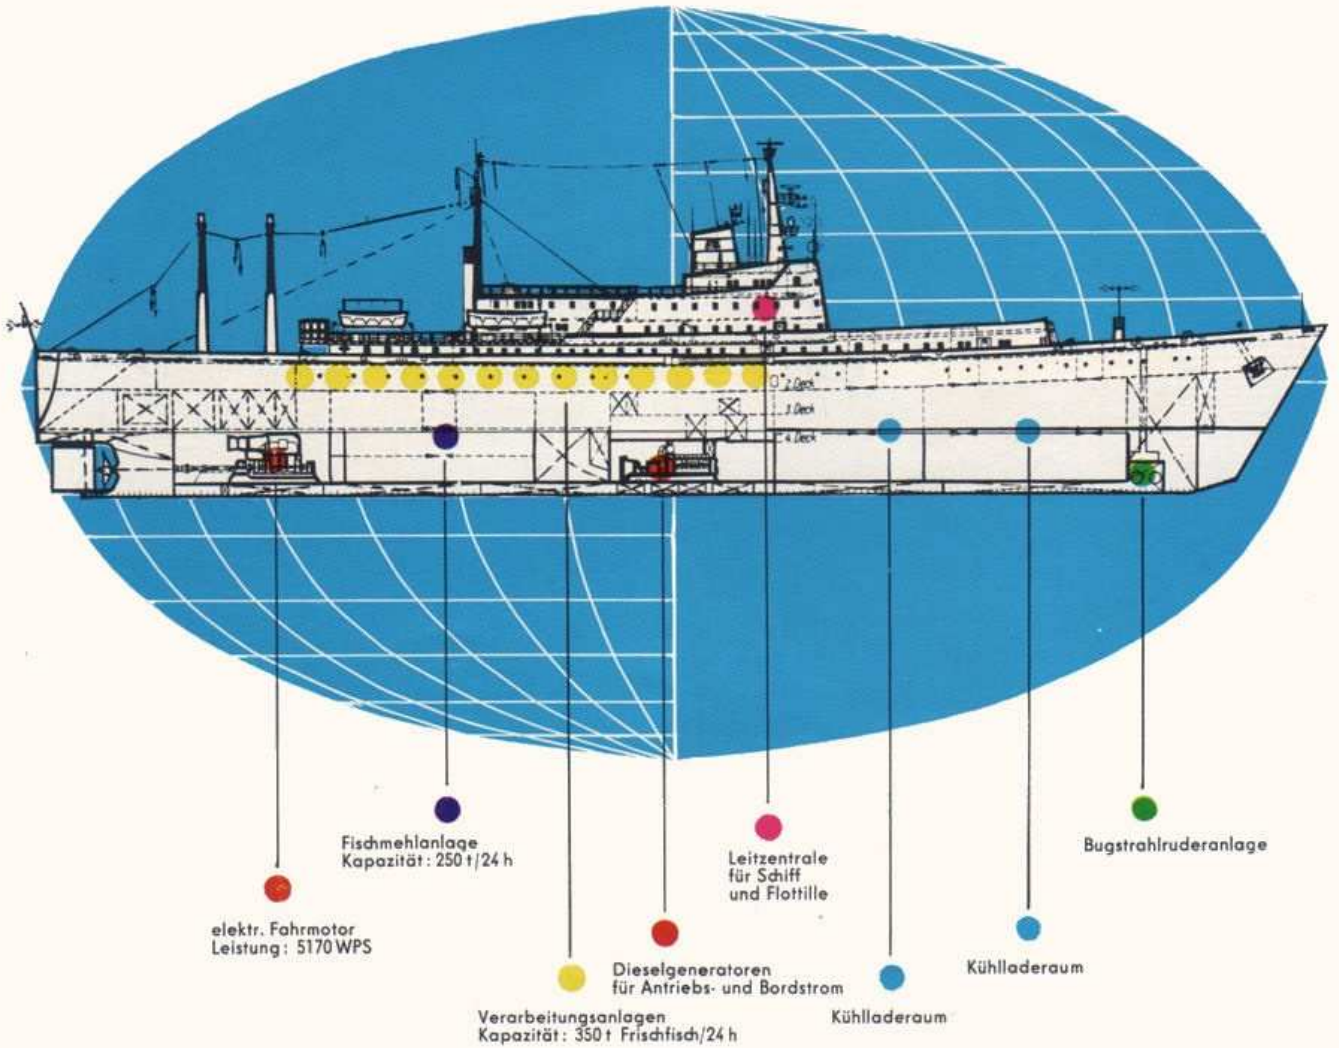 2. Deck
3. Deck
4. Deck
Fischmehlanlage
Kapazität: 250 t/24 h
Leitzentrale
für Schiff
und Flottille
Bugstrahlruderanlage
elektr. Fahrmotor
Leistung: 5170 WPS
Dieselgeneratoren
für Antriebs- und Bordstrom
Kühlladeraum
Verarbeitungsanlagen
Kapazität: 350 t Frischfisch/24 h
Kühlladeraum